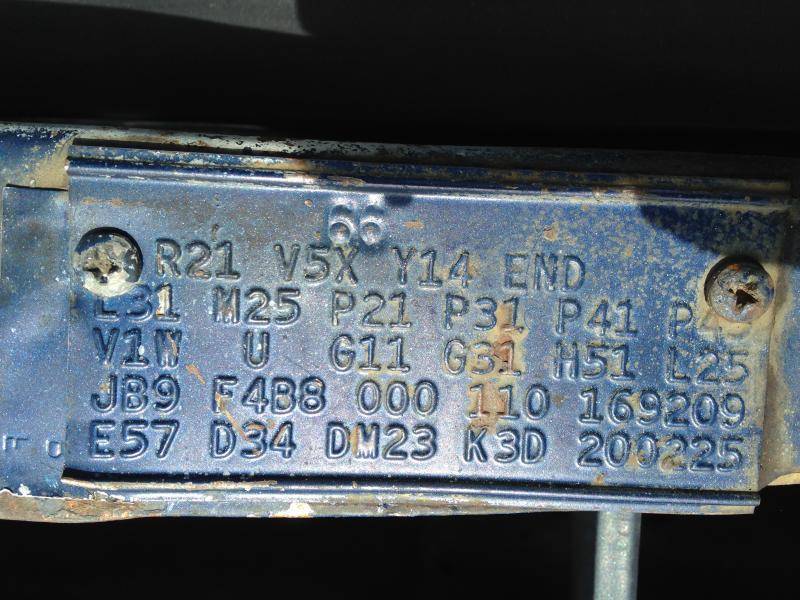 66
R21 V5X Y14 END
M25 P21 P31 P41
V1W U G11 G31 H51 L25
JB9 F4B8 000 110 169209
E57 D34 DM23 K3D 200225